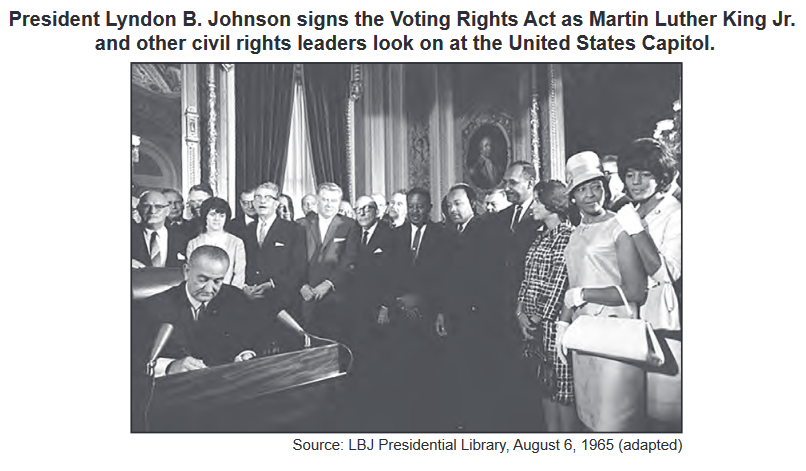 President Lyndon B. Johnson signs the Voting Rights Act as Martin Luther King Jr.
and other civil rights leaders look on at the United States Capitol.
Source: LBJ Presidential Library, August 6, 1965 (adapted)